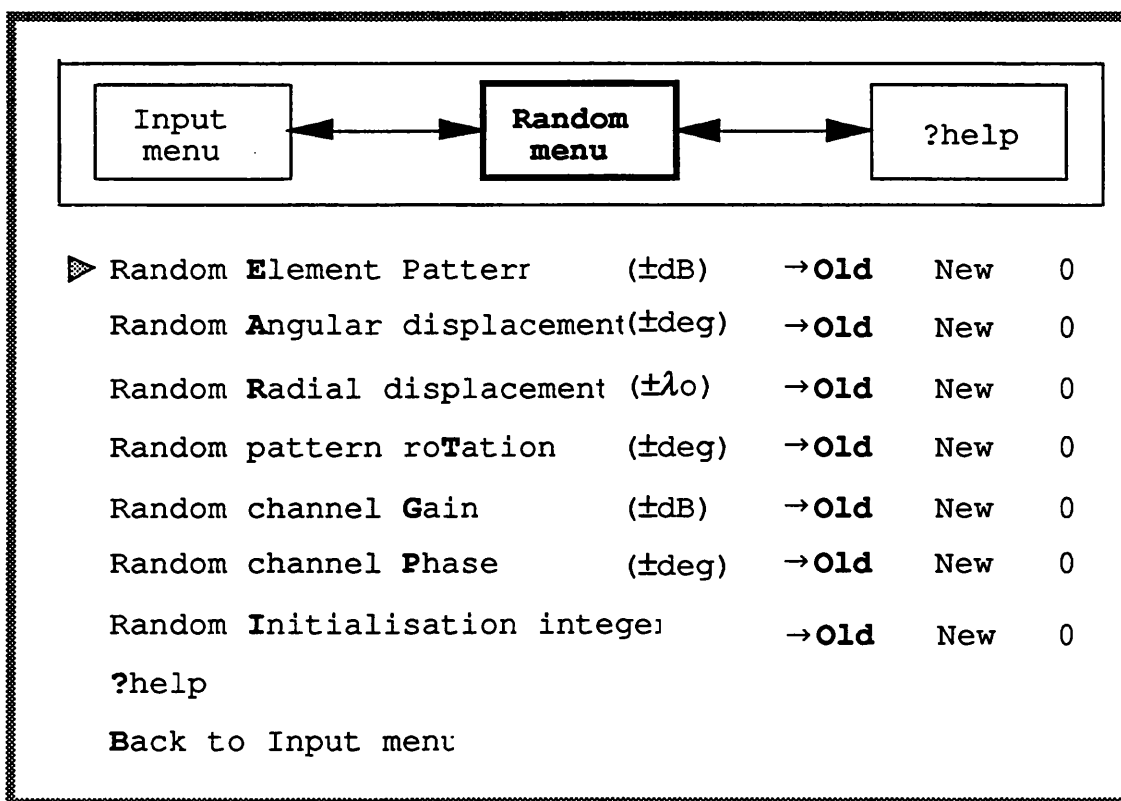 Input
menu
Random
menu
?help
Random Element Patterr (±dB) →Old New 0
Random Angular displacement (±deg) →Old New 0
Random Radial displacement (±λo) →Old New 0
Random pattern roTation (±deg) →Old New 0
Random channel Gain (±dB) →Old New 0
Random channel Phase (±deg) →Old New 0
Random Initialisation integer →Old New 0
?help
Back to Input menu